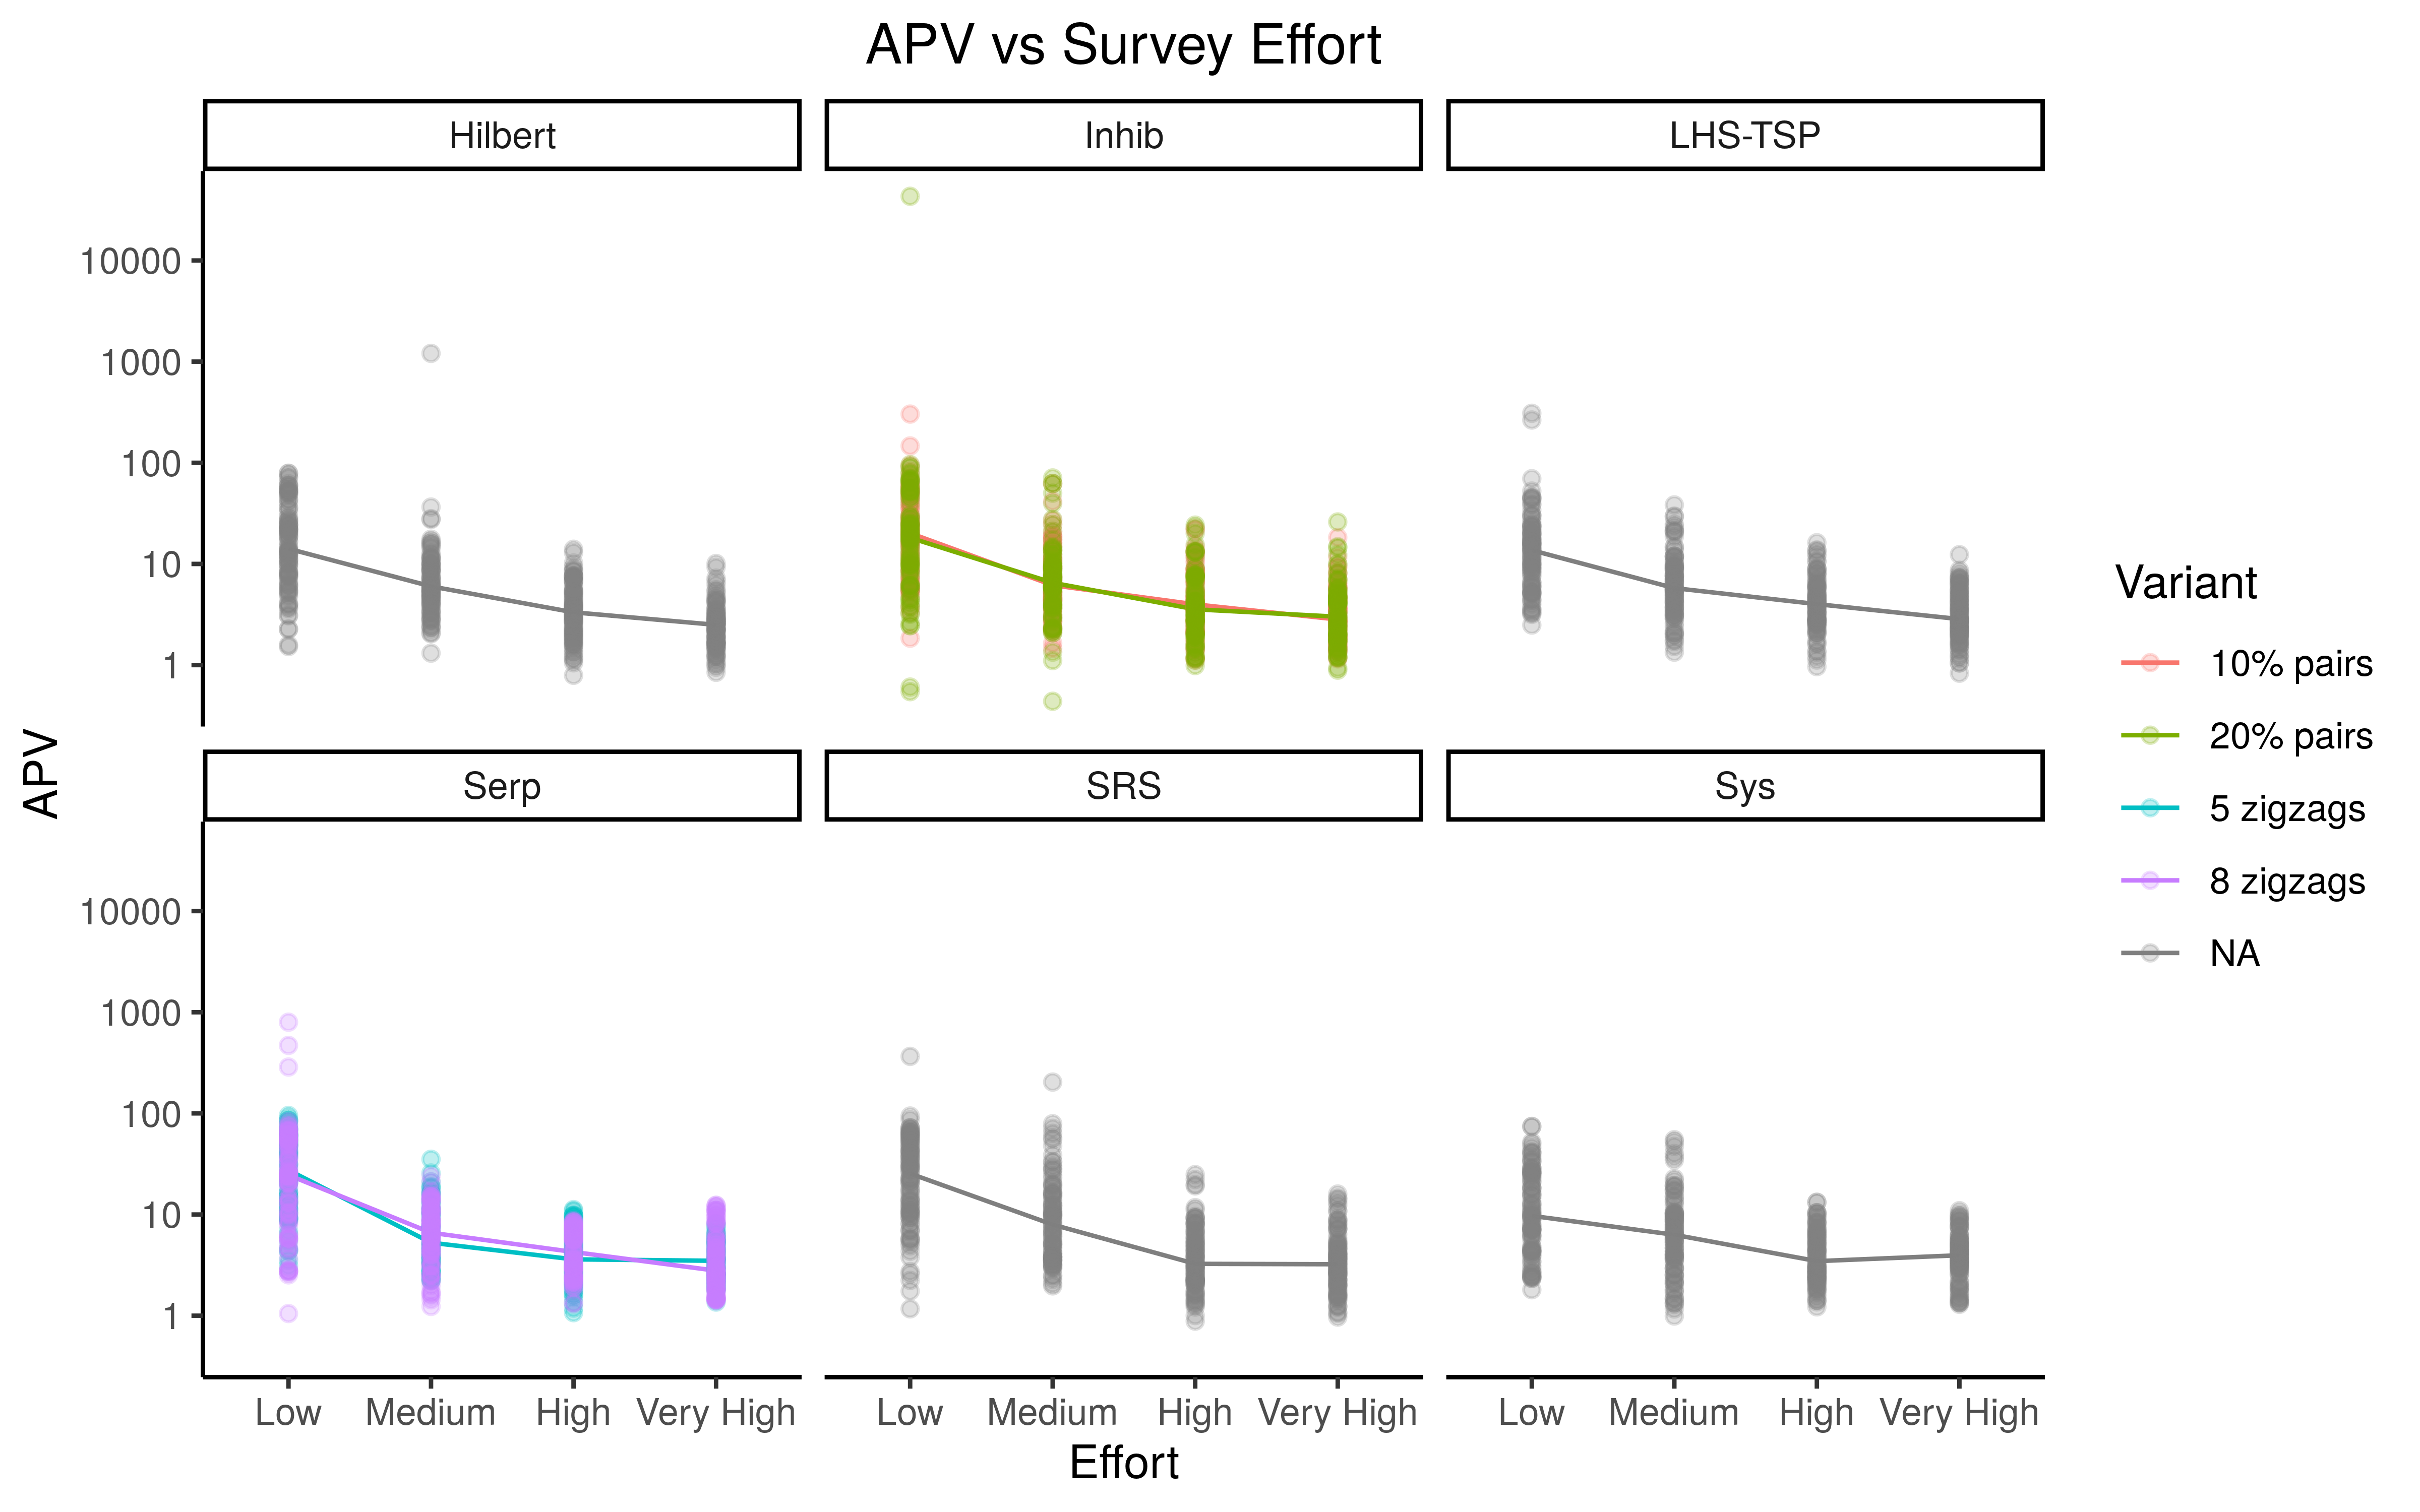 APV vs Survey Effort
Hilbert
Inhib
LHS-TSP
10000
1000
100
10
1
Serp
SRS
Sys
10000
1000
100
10
1
APV
Low Medium High Very High
Low Medium High Very High
Low Medium High Very High
Effort
Variant
10% pairs
20% pairs
5 zigzags
8 zigzags
NA